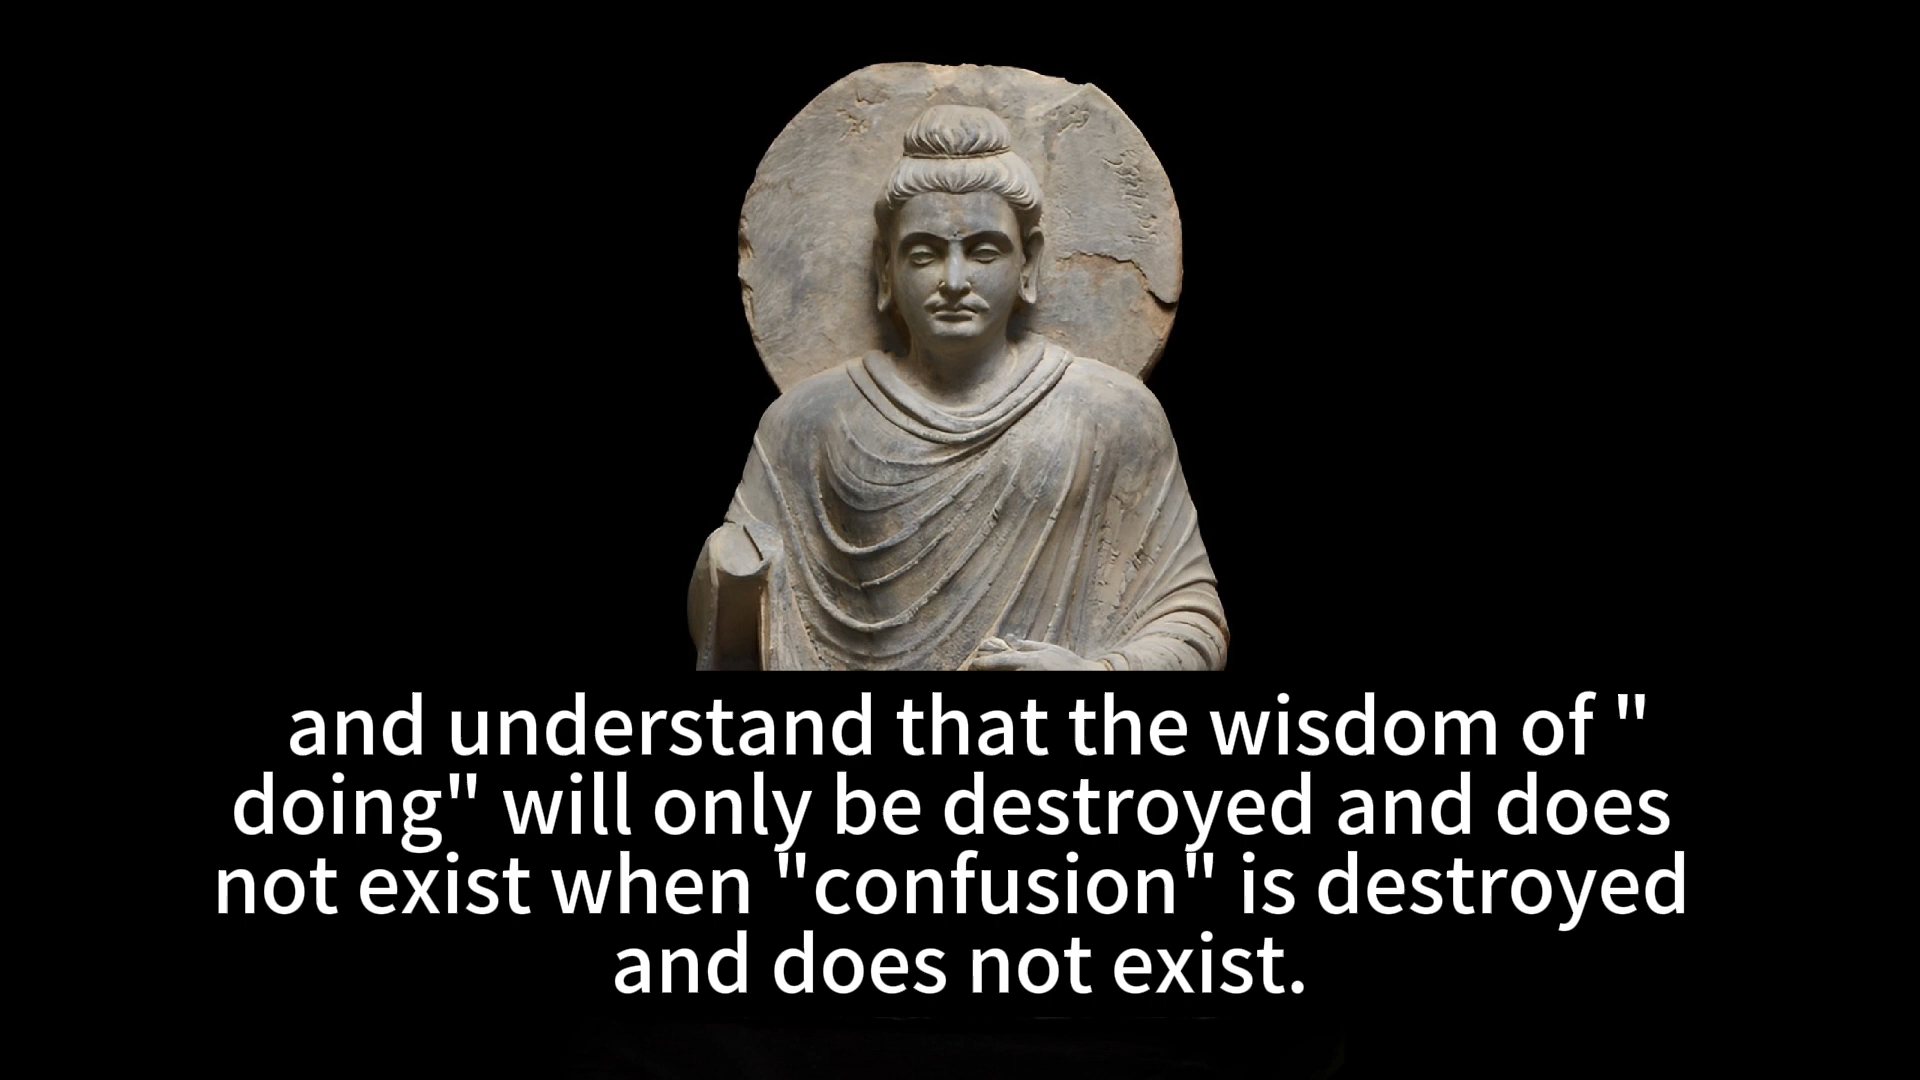 and understand that the wisdom of "
doing" will only be destroyed and does
not exist when "confusion" is destroyed
and does not exist.